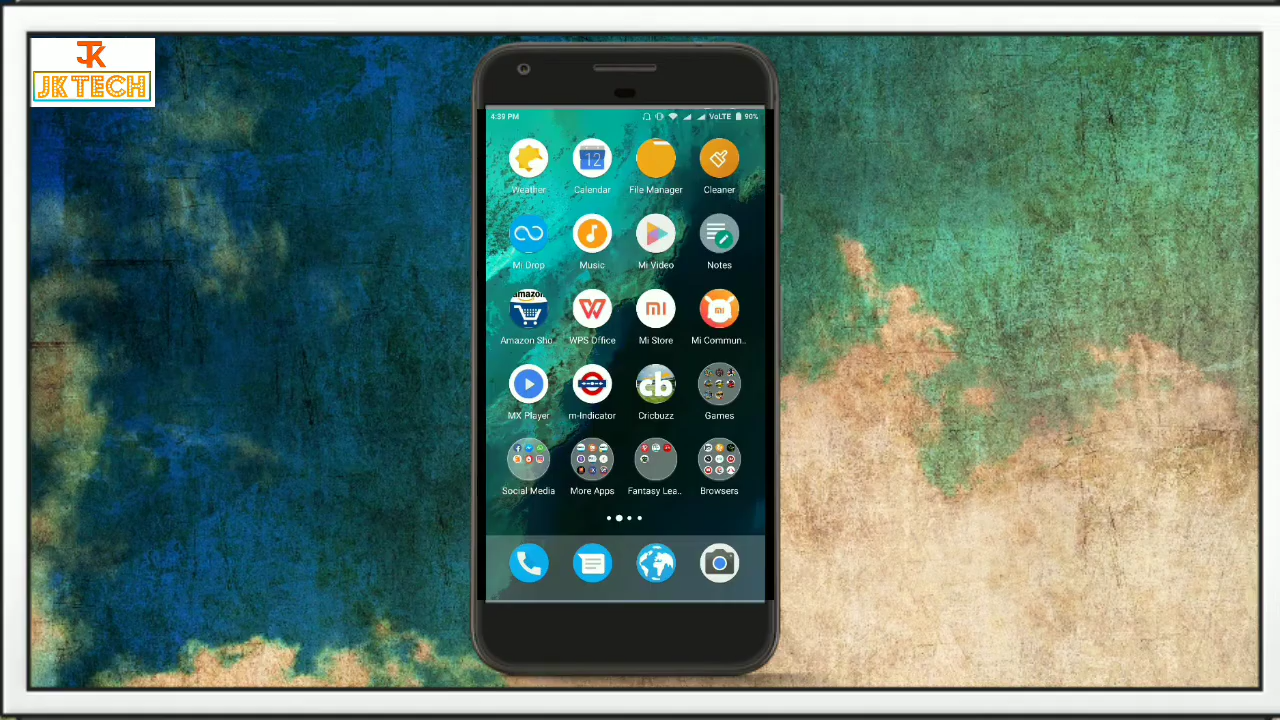 JK
JK TECH
4:39 PM
VoLTE 90%
Weather Calendar File Manager Cleaner
12
Mi Drop Music Mi Video Notes
amazon
Amazon Sho WPS Office Mi Store Mi Commun..
MX Player m-Indicator Cricbuzz Games
cb
Social Media More Apps Fantasy Lea.. Browsers